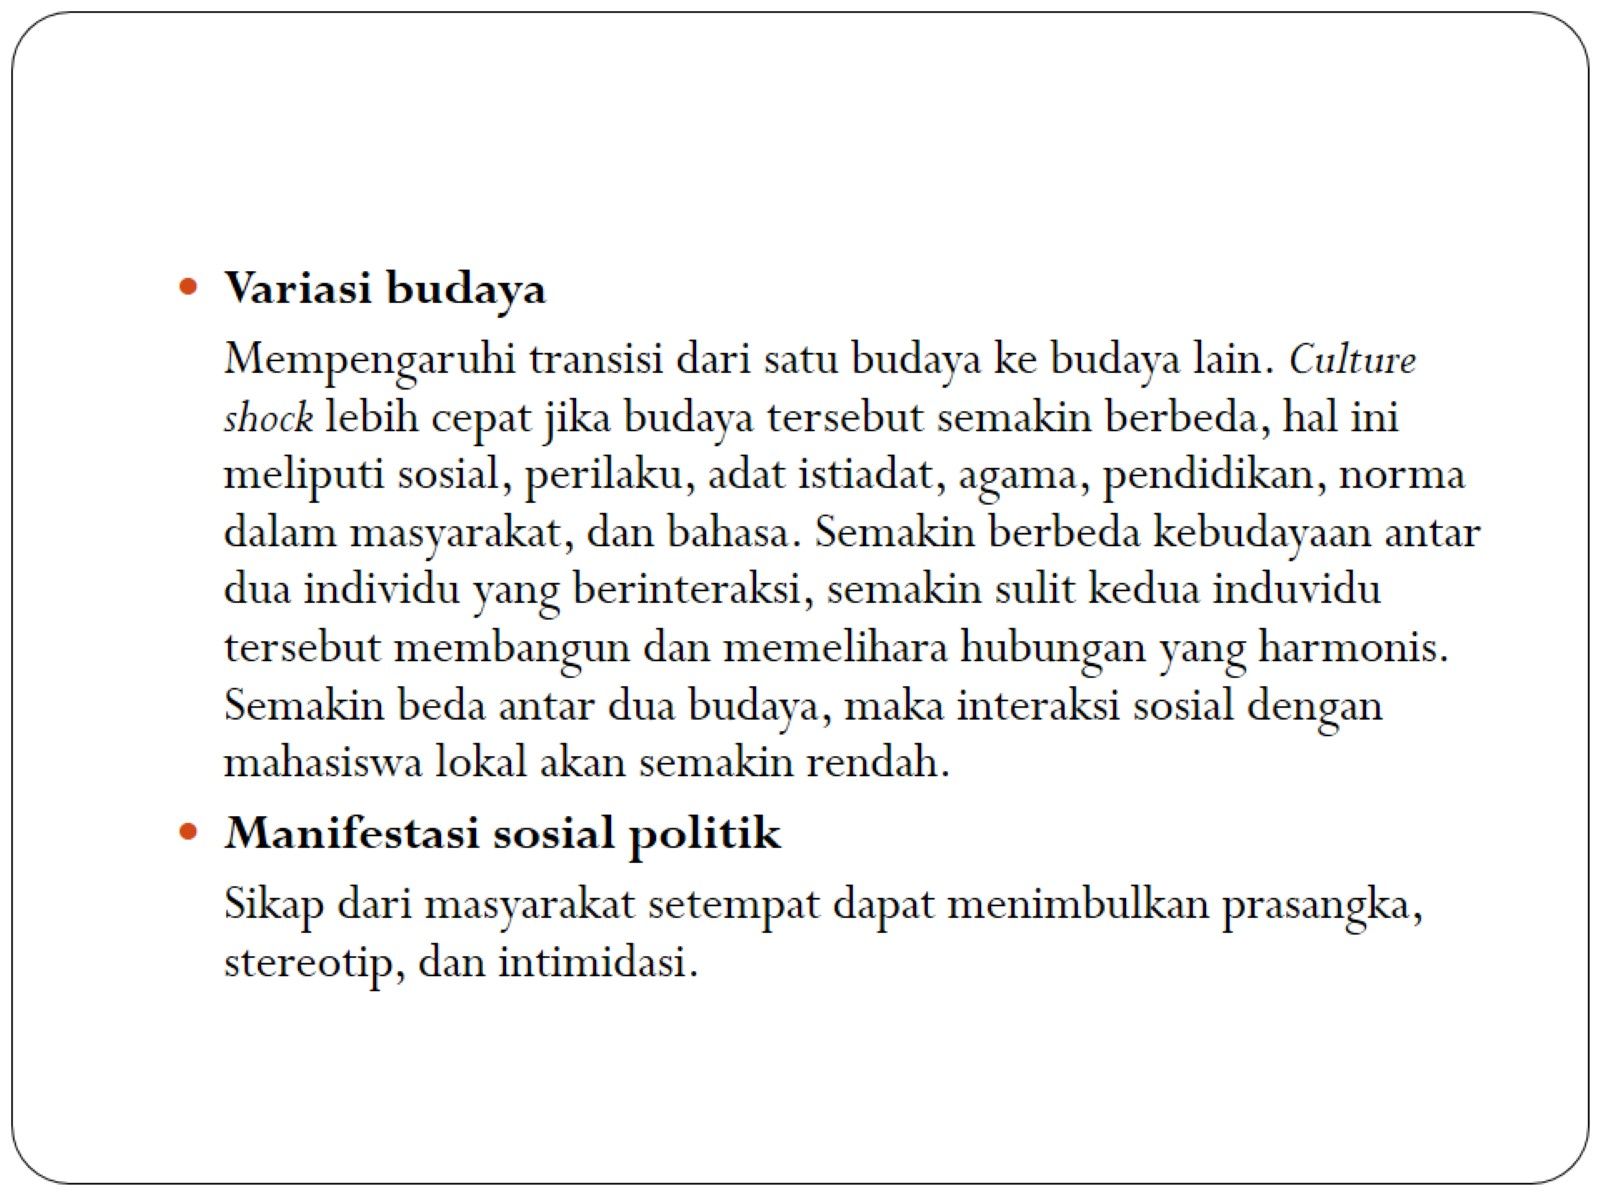 • Variasi budaya
Mempengaruhi transisi dari satu budaya ke budaya lain. Culture
shock lebih cepat jika budaya tersebut semakin berbeda, hal ini
meliputi sosial, perilaku, adat istiadat, agama, pendidikan, norma
dalam masyarakat, dan bahasa. Semakin berbeda kebudayaan antar
dua individu yang berinteraksi, semakin sulit kedua induvidu
tersebut membangun dan memelihara hubungan yang harmonis.
Semakin beda antar dua budaya, maka interaksi sosial dengan
mahasiswa lokal akan semakin rendah.
• Manifestasi sosial politik
Sikap dari masyarakat setempat dapat menimbulkan prasangka,
stereotip, dan intimidasi.